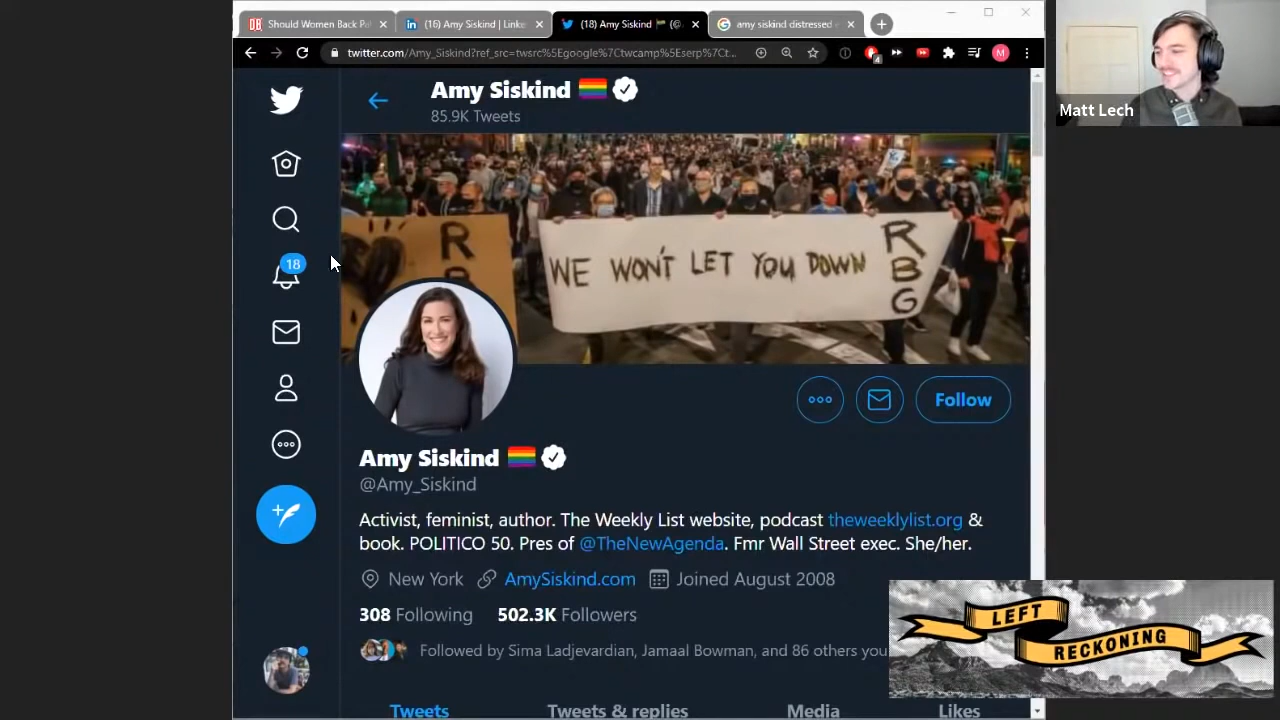 Should Women Back Pa
(16) Amy Siskind | Linke
(18) Amy Siskind
amy siskind distressed
twitter.com/Amy_Siskind?ref_src=twsrc%5Egoogle%7Ctwcamp%5Eserp%7Ct...
4
M
Matt Lech
Amy Siskind
85.9K Tweets
18
R
WE WON'T LET YOU DOWN
RBG
Follow
Amy Siskind
@Amy_Siskind
Activist, feminist, author. The Weekly List website, podcast theweeklylist.org &
book. POLITICO 50. Pres of @TheNewAgenda. Fmr Wall Street exec. She/her.
New York AmySiskind.com Joined August 2008
308 Following 502.3K Followers
Followed by Sima Ladjevardian, Jamaal Bowman, and 86 others you
LEFT
RECKONING
Tweets Tweets & replies Media Likes